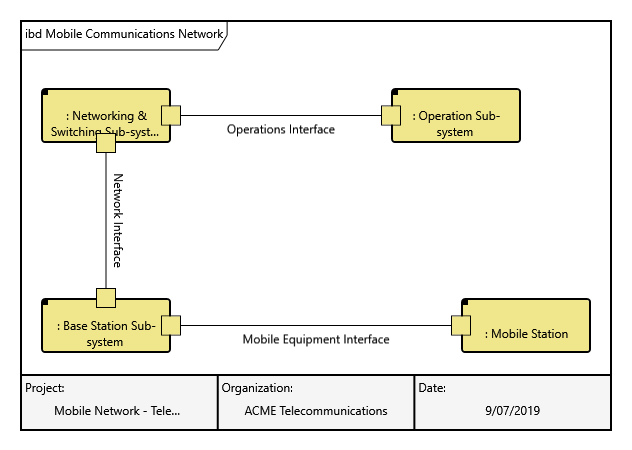 ibd Mobile Communications Network
: Networking &
Switching Sub-syst...
: Operation Sub-
system
Operations Interface
Network Interface
: Base Station Sub-
system
: Mobile Station
Mobile Equipment Interface
Project:
Mobile Network - Tele...
Organization:
ACME Telecommunications
Date:
9/07/2019